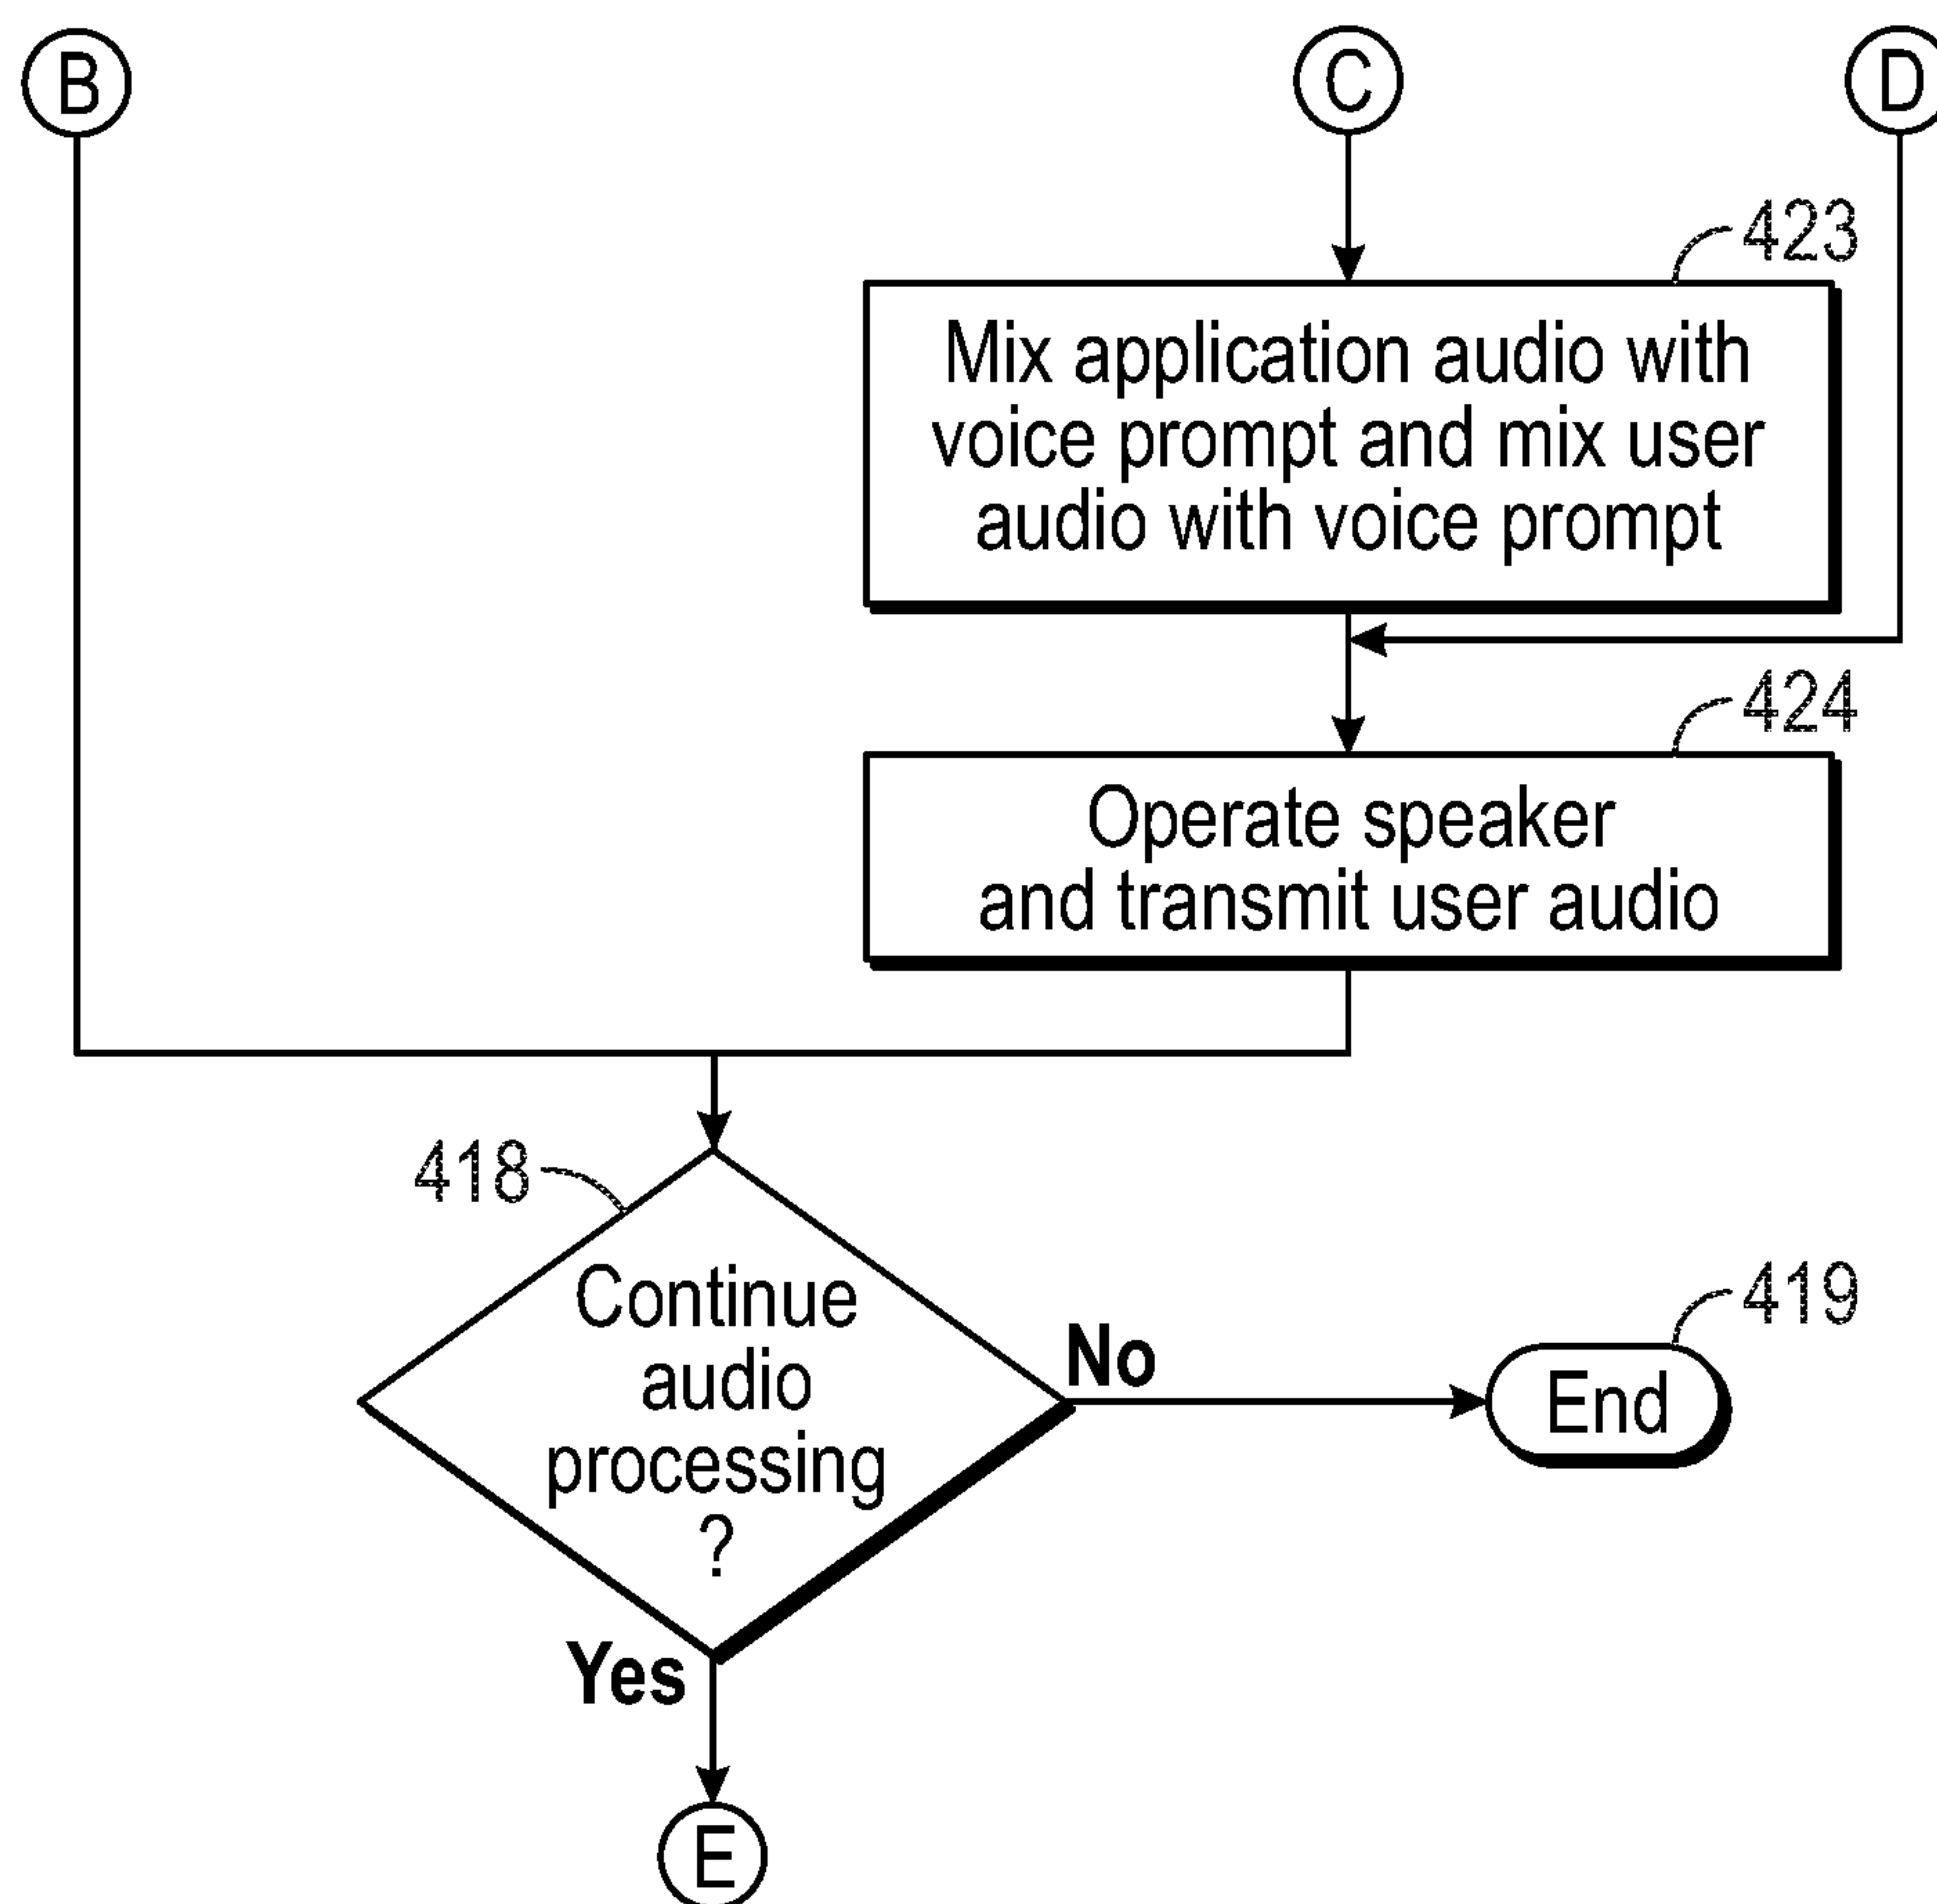 B
C
D
423
Mix application audio with
voice prompt and mix user
audio with voice prompt
424
Operate speaker
and transmit user audio
418
Continue
audio
processing
?
No
419
End
Yes
E